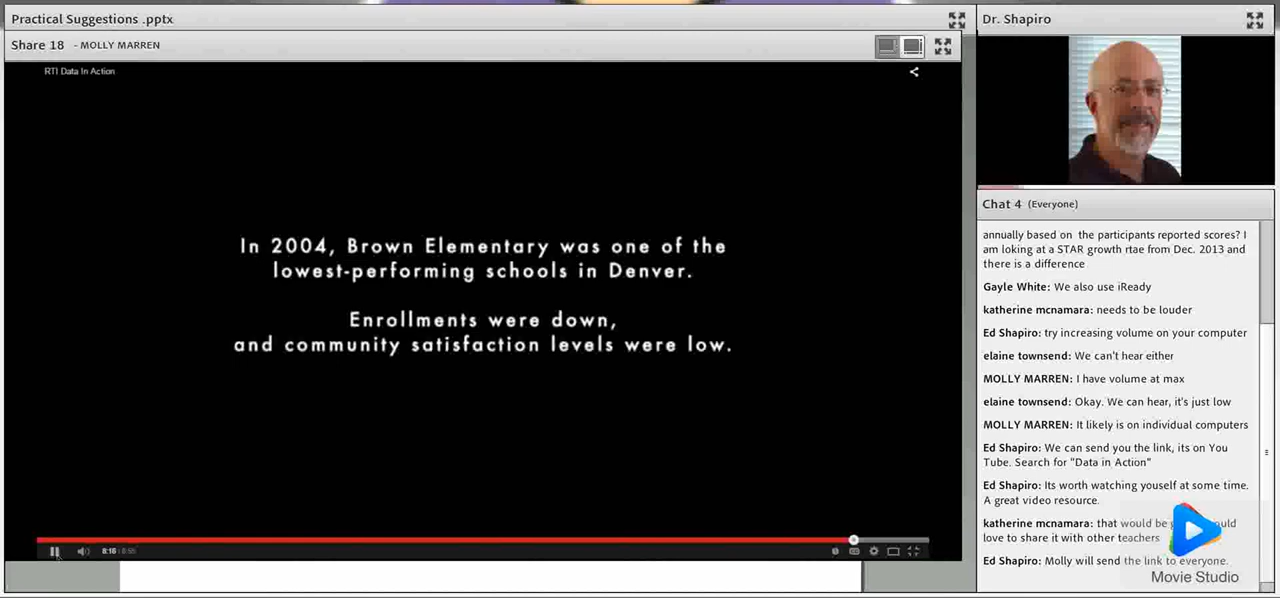 Practical Suggestions .pptx
Share 18 - MOLLY MARREN
RTI Data In Action
In 2004, Brown Elementary was one of the
lowest-performing schools in Denver.
Enrollments were down,
and community satisfaction levels were low.
8:16
Dr. Shapiro
Chat 4 (Everyone)
annually based on the participants reported scores? I
am loking at a STAR growth rtae from Dec. 2013 and
there is a difference
Gayle White: We also use iReady
katherine mcnamara: needs to be louder
Ed Shapiro: try increasing volume on your computer
elaine townsend: We can't hear either
MOLLY MARREN: I have volume at max
elaine townsend: Okay. We can hear, it's just low
MOLLY MARREN: It likely is on individual computers
Ed Shapiro: We can send you the link, its on You
Tube. Search for "Data in Action"
Ed Shapiro: Its worth watching youself at some time.
A great video resource.
katherine mcnamara: that would be
love to share it with other teachers
Ed Shapiro: Molly will send the link to everyone.
Movie Studio